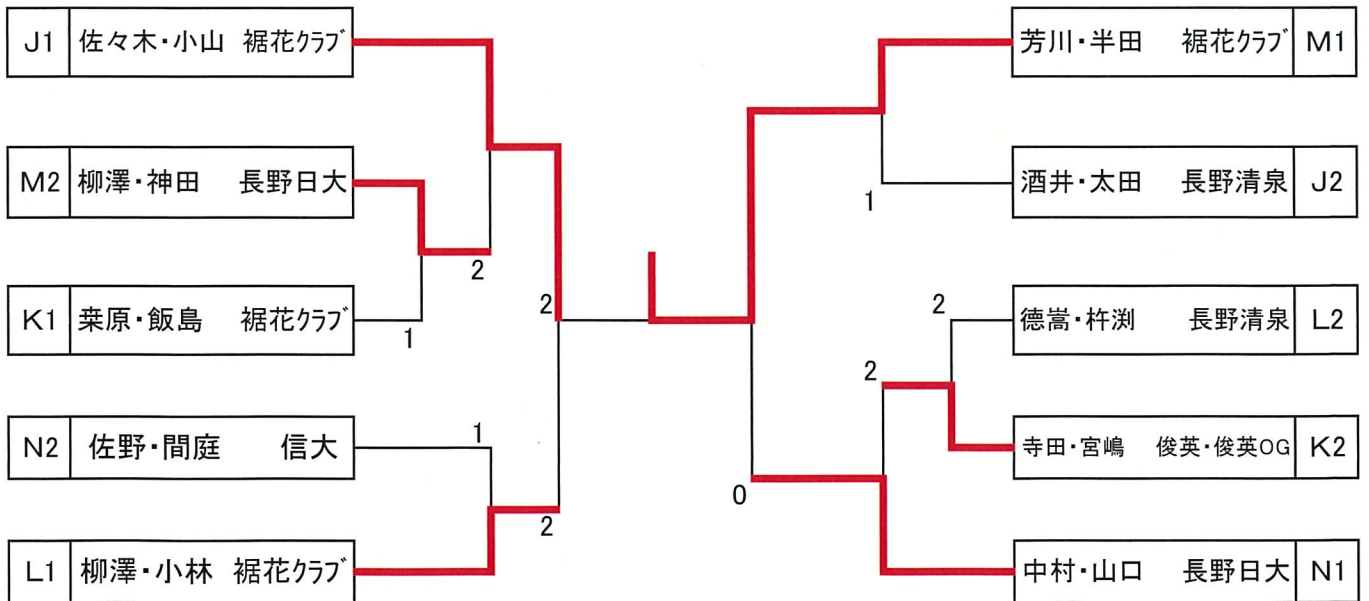 J1 佐々木・小山 裾花クラブ
M2 柳澤・神田 長野日大
K1 桒原・飯島 裾花クラブ
N2 佐野・間庭 信大
L1 柳澤・小林 裾花クラブ
2
1
2
1
2
芳川・半田 裾花クラブ M1
酒井・太田 長野清泉 J2
德嵩・杵渕 長野清泉 L2
寺田・宮嶋 俊英・俊英OG K2
中村・山口 長野日大 N1
1
2
2
0